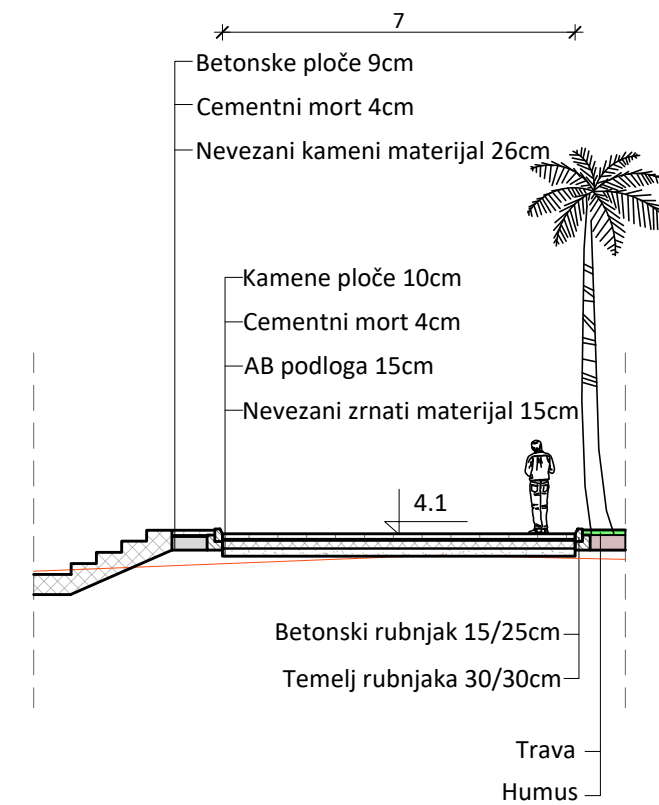 7
Betonske ploče 9cm
Cementni mort 4cm
Nevezani kameni materijal 26cm
Kamene ploče 10cm
Cementni mort 4cm
AB podloga 15cm
Nevezani zrnati materijal 15cm
4.1
Betonski rubnjak 15/25cm
Temelj rubnjaka 30/30cm
Trava
Humus